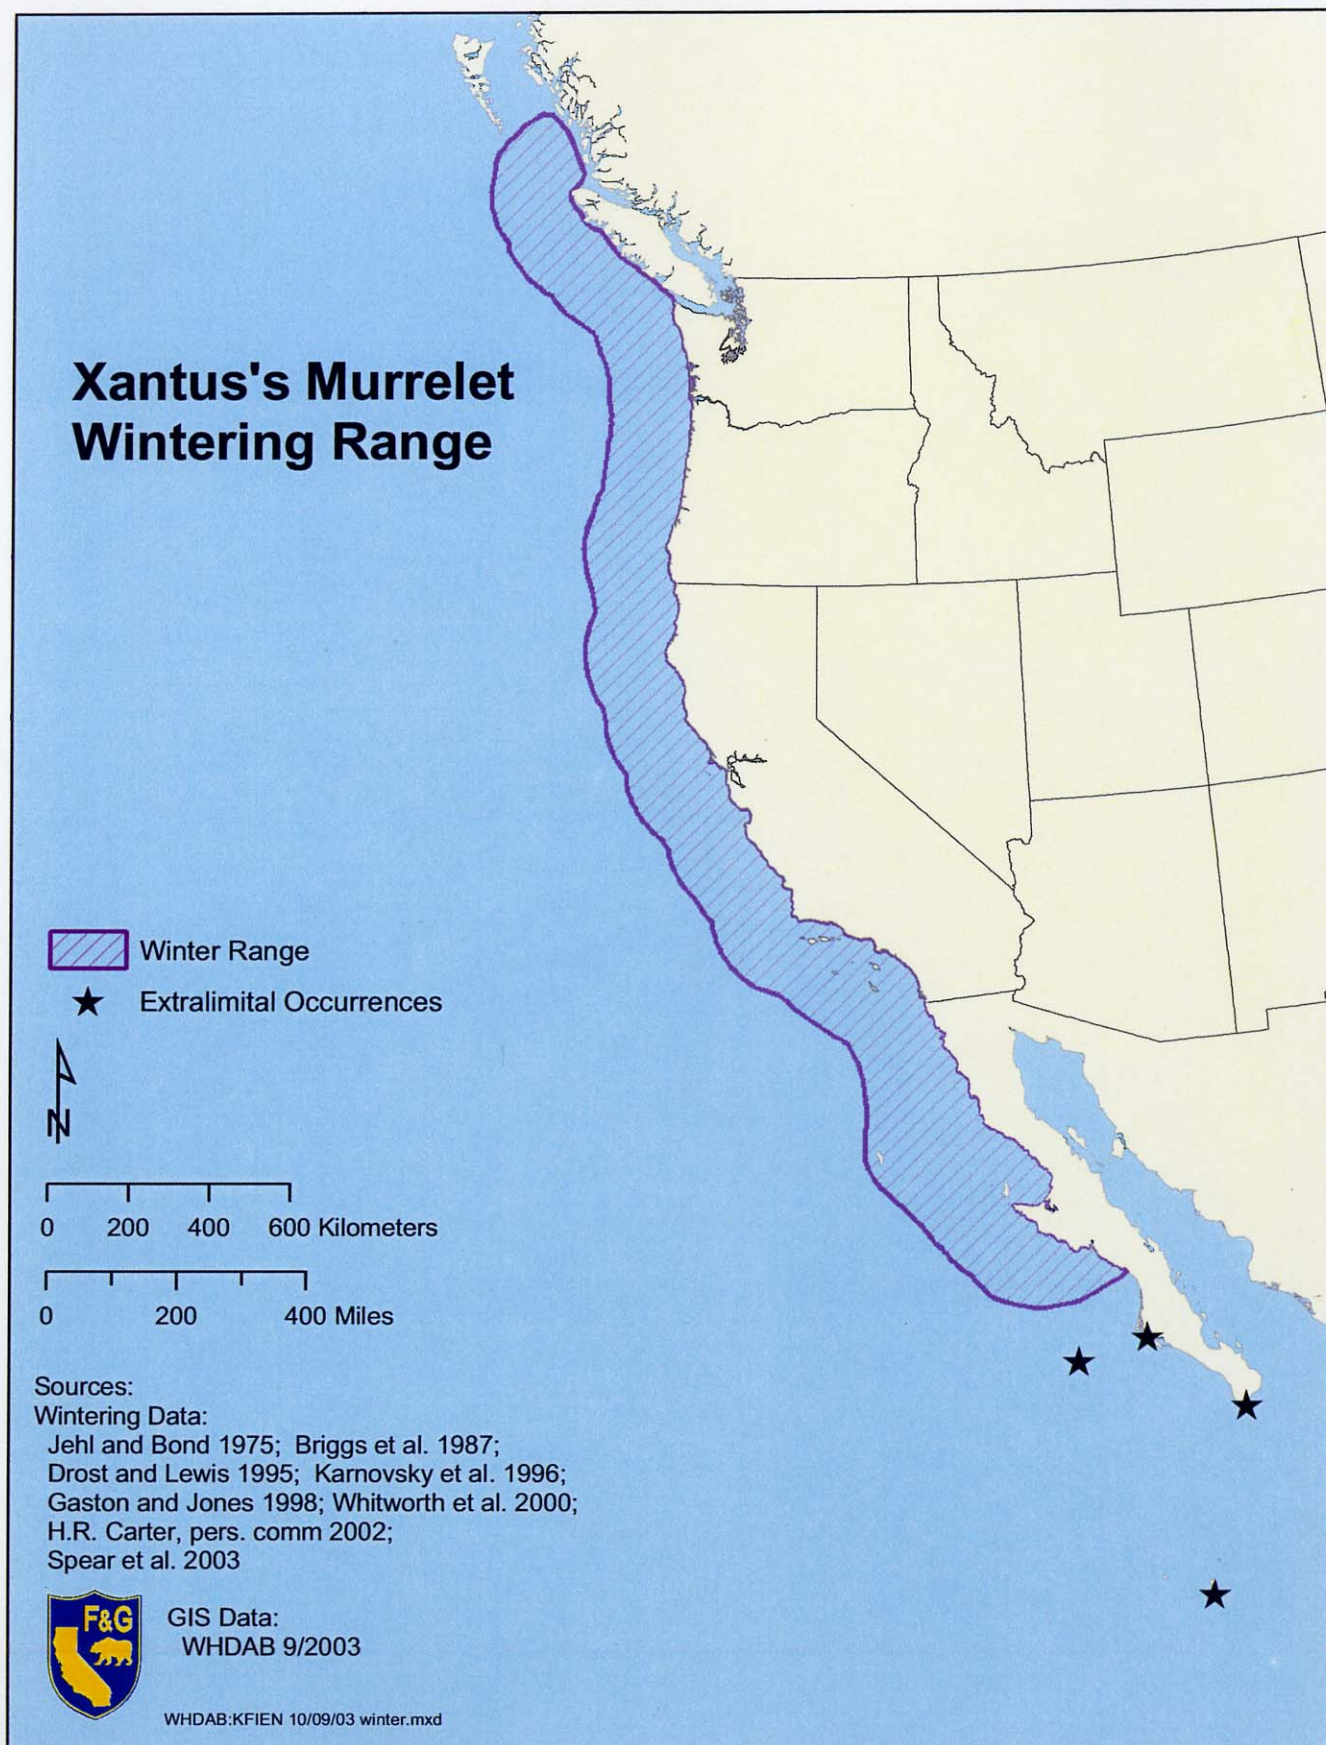 Xantus's Murrelet
Wintering Range
Winter Range
Extralimital Occurrences
N
0 200 400 600 Kilometers
0 200 400 Miles
Sources:
Wintering Data:
Jehl and Bond 1975; Briggs et al. 1987;
Drost and Lewis 1995; Karnovsky et al. 1996;
Gaston and Jones 1998; Whitworth et al. 2000;
H.R. Carter, pers. comm 2002;
Spear et al. 2003
F&G
GIS Data:
WHDAB 9/2003
WHDAB:KFIEN 10/09/03 winter.mxd